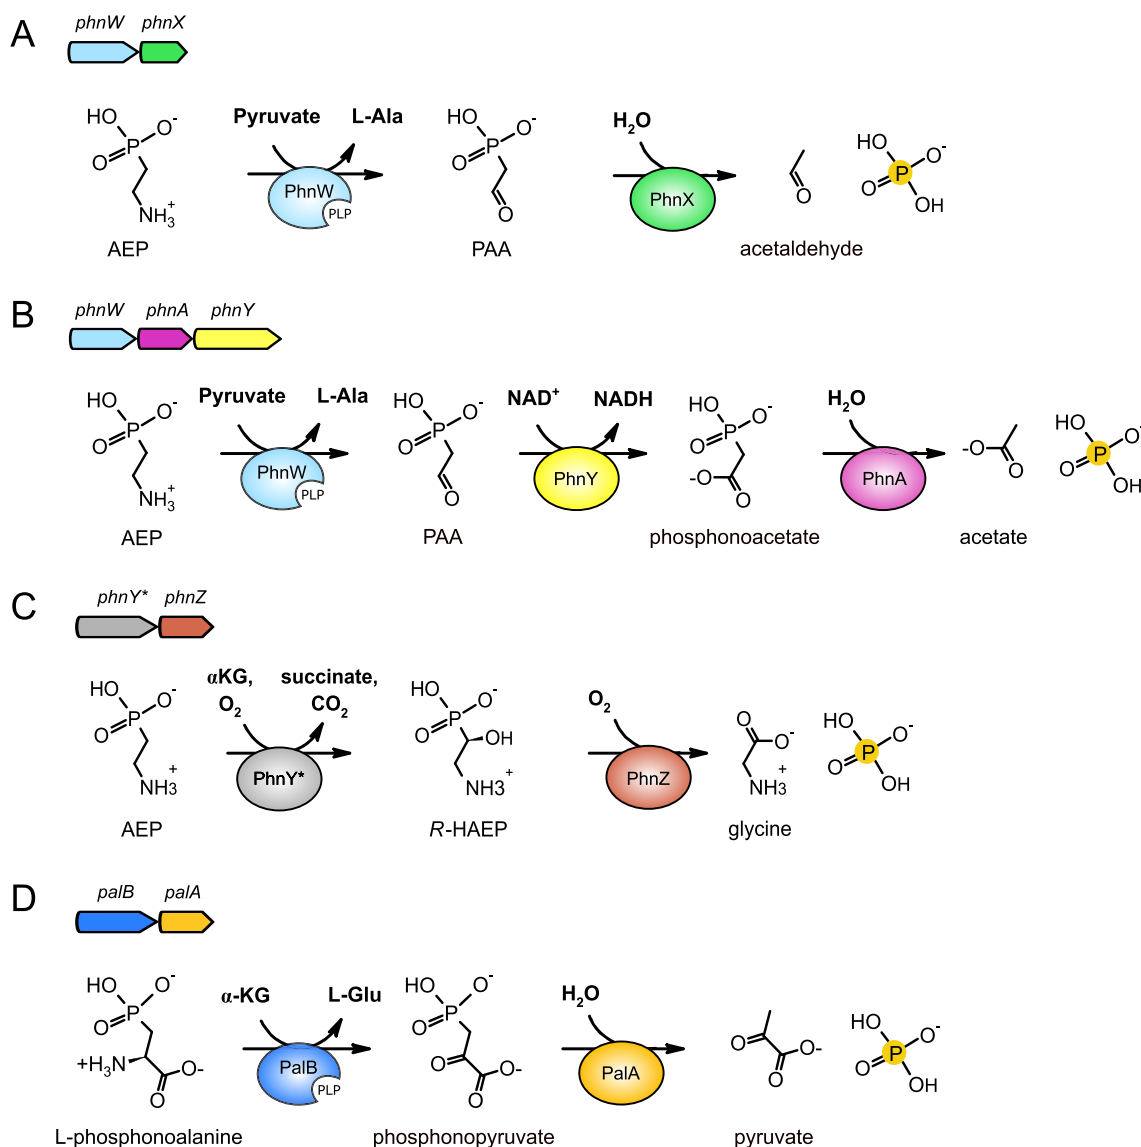 A
phnW phnX
HO O-
P
O
NH3+
AEP
Pyruvate L-Ala
PhnW
PLP
HO O-
P
O
O
PAA
H2O
PhnX
O
acetaldehyde
HO O-
P
O OH
B
phnW phnA phnY
HO O-
P
O
NH3+
AEP
Pyruvate L-Ala
PhnW
PLP
HO O-
P
O
O
PAA
NAD+ NADH
PhnY
HO O-
P
O
-O O
phosphonoacetate
H2O
PhnA
-O O
acetate
HO O-
P
O OH
C
phnY* phnZ
HO O-
P
O
NH3+
AEP
αKG, succinate,
O2 CO2
PhnY*
HO O-
P
O OH
NH3+
R-HAEP
O2
PhnZ
O O-
NH3+
glycine
HO O-
P
O OH
D
palB palA
HO O-
P
O
+H3N O-
O
L-phosphonoalanine
α-KG L-Glu
PalB
PLP
HO O-
P
O
O O-
O
phosphonopyruvate
H2O
PalA
O O-
O
pyruvate
HO O-
P
O OH